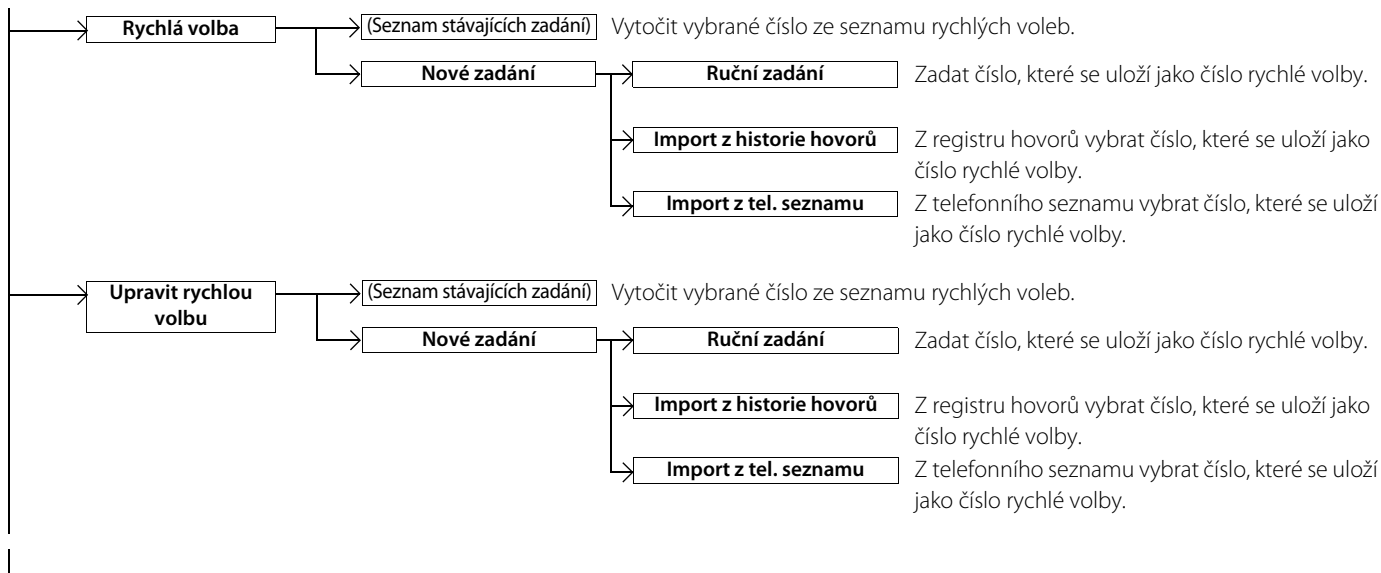 Rychlá volba
(Seznam stávajících zadání)
Vytočit vybrané číslo ze seznamu rychlých voleb.
Nové zadání
Ruční zadání
Zadat číslo, které se uloží jako číslo rychlé volby.
Import z historie hovorů
Z registru hovorů vybrat číslo, které se uloží jako
číslo rychlé volby.
Import z tel. seznamu
Z telefonního seznamu vybrat číslo, které se uloží
jako číslo rychlé volby.
Upravit rychlou
volbu
(Seznam stávajících zadání)
Vytočit vybrané číslo ze seznamu rychlých voleb.
Nové zadání
Ruční zadání
Zadat číslo, které se uloží jako číslo rychlé volby.
Import z historie hovorů
Z registru hovorů vybrat číslo, které se uloží jako
číslo rychlé volby.
Import z tel. seznamu
Z telefonního seznamu vybrat číslo, které se uloží
jako číslo rychlé volby.